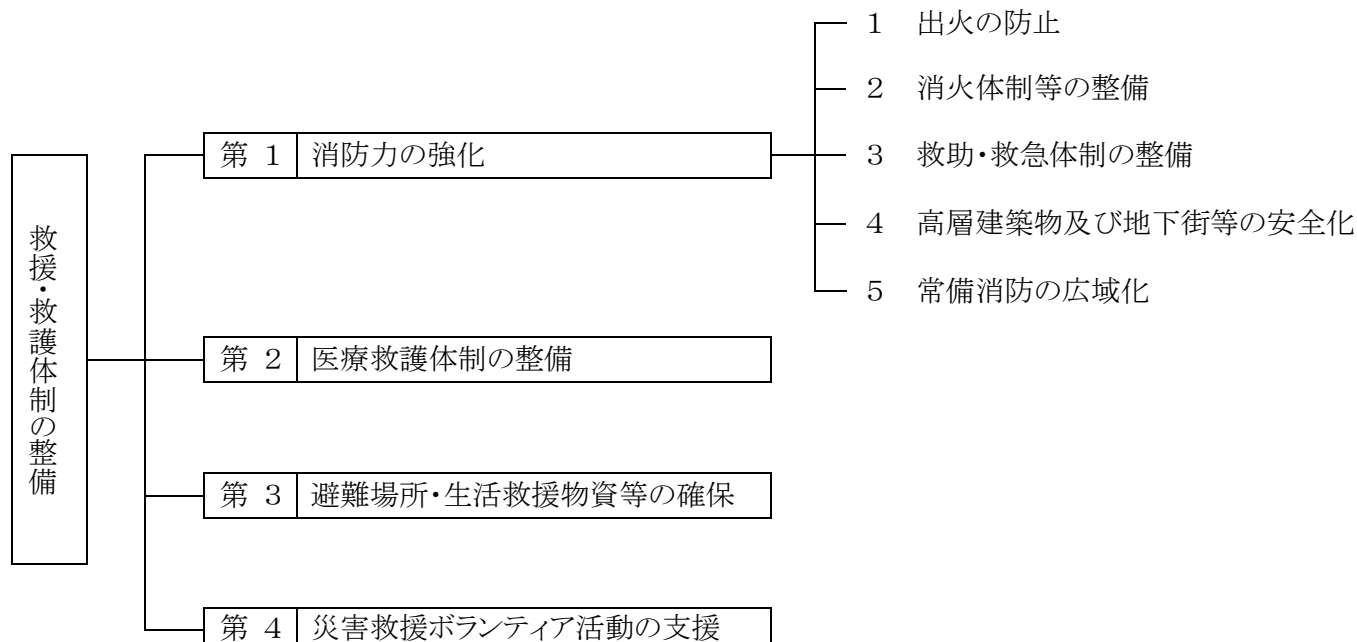 救援・救護体制の整備
第 1 消防力の強化
1 出火の防止
2 消火体制等の整備
3 救助・救急体制の整備
4 高層建築物及び地下街等の安全化
5 常備消防の広域化
第 2 医療救護体制の整備
第 3 避難場所・生活救援物資等の確保
第 4 災害救援ボランティア活動の支援